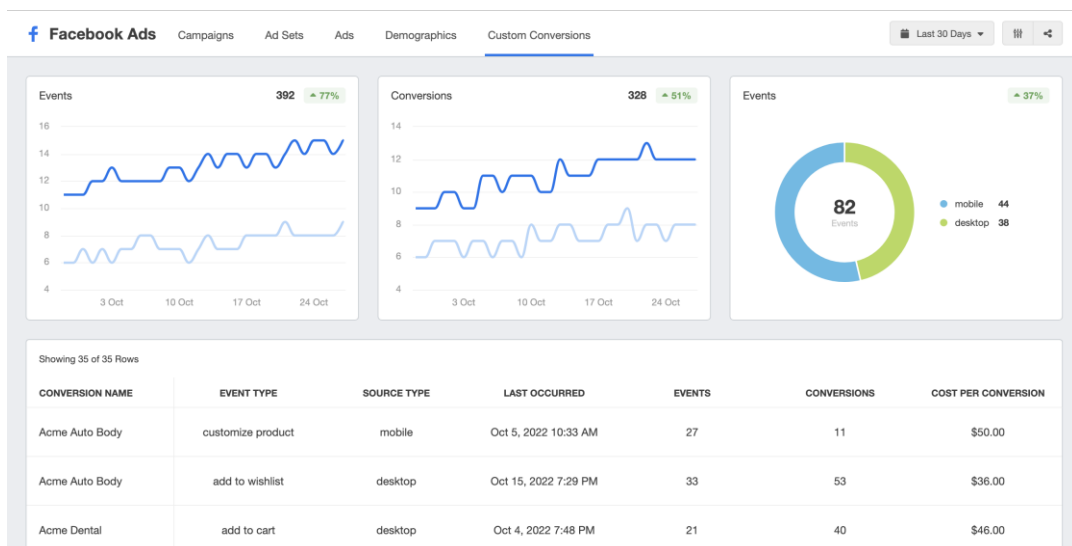 Facebook Ads Campaigns Ad Sets Ads Demographics Custom Conversions Last 30 Days
Events 392 77%
16
14
12
10
8
6
4
3 Oct 10 Oct 17 Oct 24 Oct
Conversions 328 51%
14
12
10
8
6
4
3 Oct 10 Oct 17 Oct 24 Oct
Events 37%
82
Events
mobile 44
desktop 38
Showing 35 of 35 Rows
CONVERSION NAME EVENT TYPE SOURCE TYPE LAST OCCURRED EVENTS CONVERSIONS COST PER CONVERSION
Acme Auto Body customize product mobile Oct 5, 2022 10:33 AM 27 11 $50.00
Acme Auto Body add to wishlist desktop Oct 15, 2022 7:29 PM 33 53 $36.00
Acme Dental add to cart desktop Oct 4, 2022 7:48 PM 21 40 $46.00